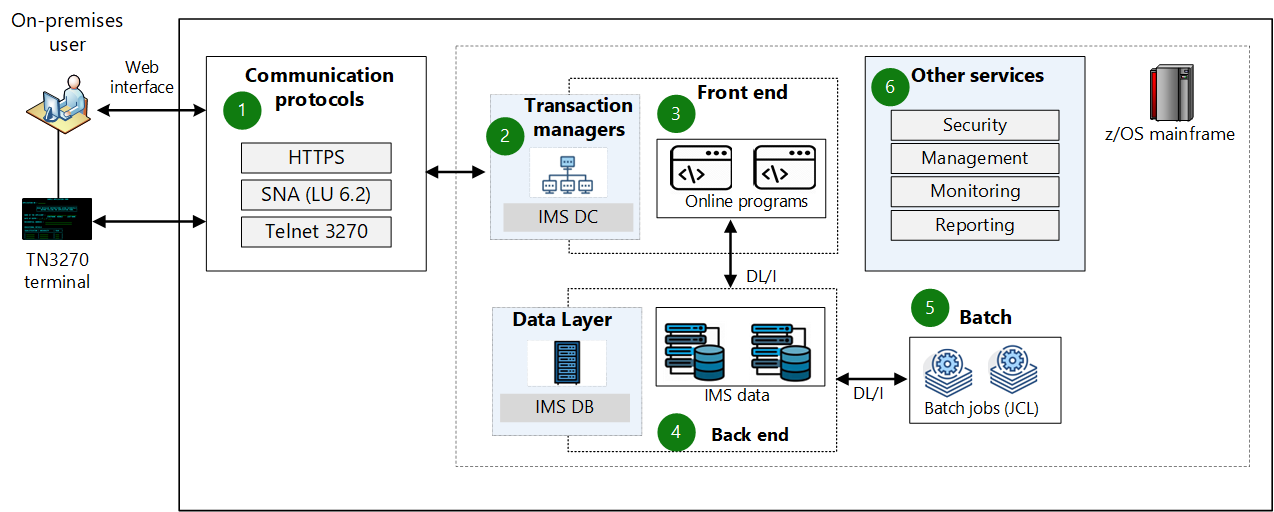 On-premises
user
Web
interface
TN3270
terminal
Communication
protocols
1
HTTPS
SNA (LU 6.2)
Telnet 3270
Transaction
managers
2
IMS DC
Front end
3
Online programs
DL/I
Data Layer
IMS DB
IMS data
4
Back end
DL/I
5
Batch
Batch jobs (JCL)
6
Other services
Security
Management
Monitoring
Reporting
z/OS mainframe